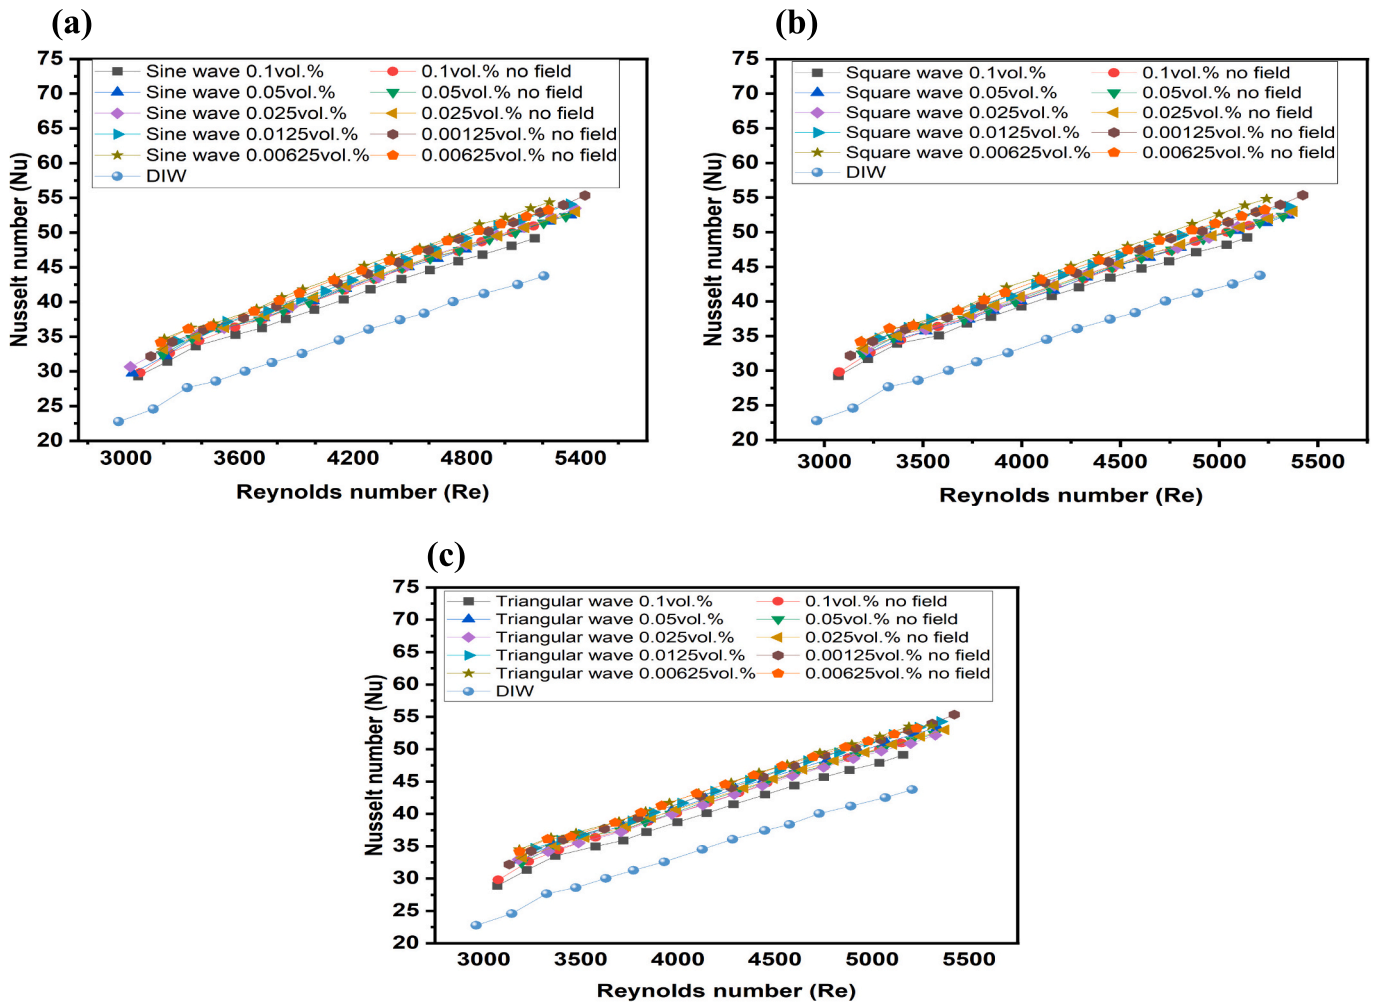 (a)
75
70
65
60
55
50
45
40
35
30
25
20
Nusselt number (Nu)
Sine wave 0.1vol.% 0.1vol.% no field
Sine wave 0.05vol.% 0.05vol.% no field
Sine wave 0.025vol.% 0.025vol.% no field
Sine wave 0.0125vol.% 0.00125vol.% no field
Sine wave 0.00625vol.% 0.00625vol.% no field
DIW
3000 3600 4200 4800 5400
Reynolds number (Re)
(b)
75
70
65
60
55
50
45
40
35
30
25
20
Nusselt number (Nu)
Square wave 0.1vol.% 0.1vol.% no field
Square wave 0.05vol.% 0.05vol.% no field
Square wave 0.025vol.% 0.025vol.% no field
Square wave 0.0125vol.% 0.00125vol.% no field
Square wave 0.00625vol.% 0.00625vol.% no field
DIW
3000 3500 4000 4500 5000 5500
Reynolds number (Re)
(c)
75
70
65
60
55
50
45
40
35
30
25
20
Nusselt number (Nu)
Triangular wave 0.1vol.% 0.1vol.% no field
Triangular wave 0.05vol.% 0.05vol.% no field
Triangular wave 0.025vol.% 0.025vol.% no field
Triangular wave 0.0125vol.% 0.00125vol.% no field
Triangular wave 0.00625vol.% 0.00625vol.% no field
DIW
3000 3500 4000 4500 5000 5500
Reynolds number (Re)